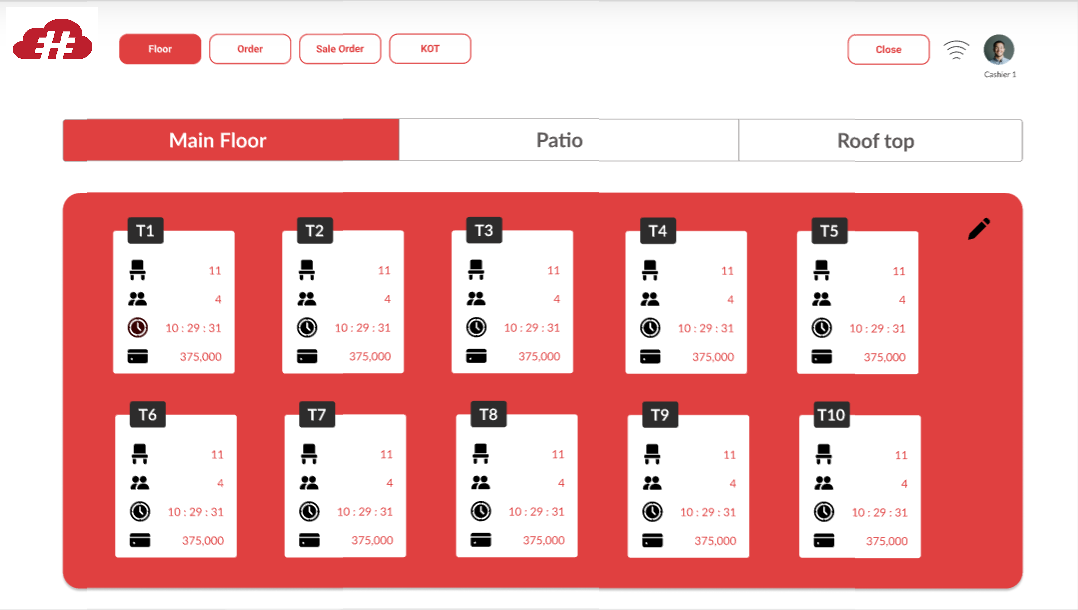 Floor Order Sale Order KOT Close
Cashier 1
Main Floor Patio Roof top
T1 T2 T3 T4 T5
11 11 11 11 11
4 4 4 4 4
10 : 29 : 31 10 : 29 : 31 10 : 29 : 31 10 : 29 : 31 10 : 29 : 31
375,000 375,000 375,000 375,000 375,000
T6 T7 T8 T9 T10
11 11 11 11 11
4 4 4 4 4
10 : 29 : 31 10 : 29 : 31 10 : 29 : 31 10 : 29 : 31 10 : 29 : 31
375,000 375,000 375,000 375,000 375,000